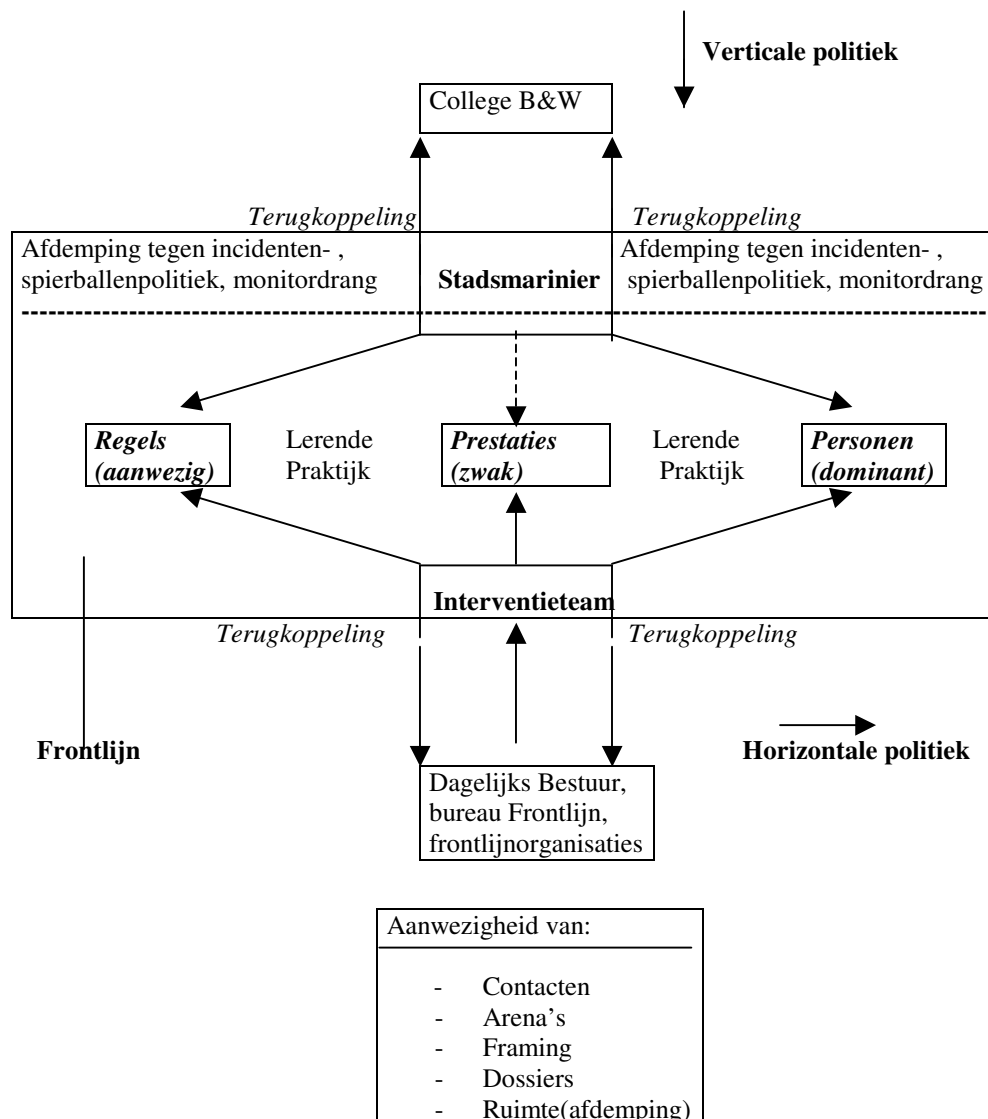 Verticale politiek
College B&W
Terugkoppeling
Terugkoppeling
Afdemping tegen incidenten- ,
spierballenpolitiek, monitordrang
Stadsmarinier
Afdemping tegen incidenten- ,
spierballenpolitiek, monitordrang
Regels
(aanwezig)
Lerende
Praktijk
Prestaties
(zwak)
Lerende
Praktijk
Personen
(dominant)
Interventieteam
Terugkoppeling
Terugkoppeling
Frontlijn
Horizontale politiek
Dagelijks Bestuur,
bureau Frontlijn,
frontlijnorganisaties
Aanwezigheid van:
- Contacten
- Arena's
- Framing
- Dossiers
- Ruimte(afdemping)